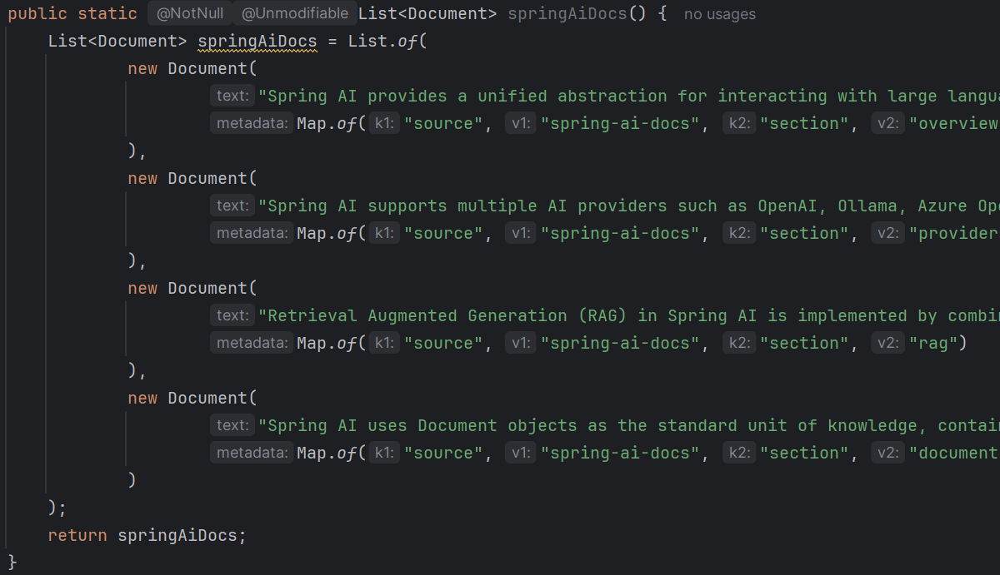 public static @NotNull @Unmodifiable List<Document> springAiDocs() { no usages
List<Document> springAiDocs = List.of(
new Document(
text: "Spring AI provides a unified abstraction for interacting with large
metadata: Map.of( k1: "source", v1: "spring-ai-docs", k2: "section", v2: "overview
),
new Document(
text: "Spring AI supports multiple AI providers such as OpenAI, Ollama, Azure
metadata: Map.of( k1: "source", v1: "spring-ai-docs", k2: "section", v2: "provider
),
new Document(
text: "Retrieval Augmented Generation (RAG) in Spring AI is implemented by
metadata: Map.of( k1: "source", v1: "spring-ai-docs", k2: "section", v2: "rag")
),
new Document(
text: "Spring AI uses Document objects as the standard unit of knowledge,
metadata: Map.of( k1: "source", v1: "spring-ai-docs", k2: "section", v2: "document
)
);
return springAiDocs;
}